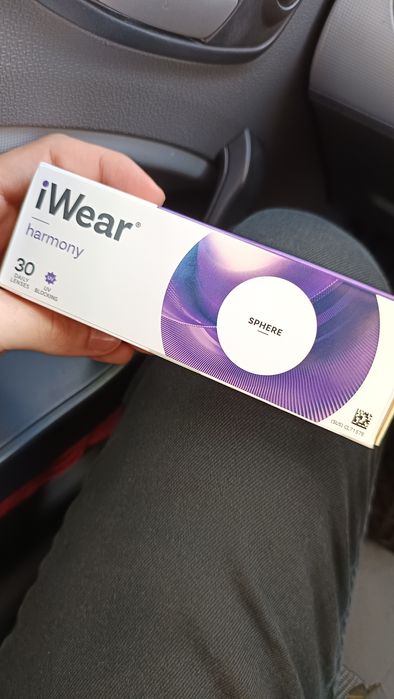 iWear®
harmony
30
DAILY
LENSES
UV
BLOCKING
SPHERE